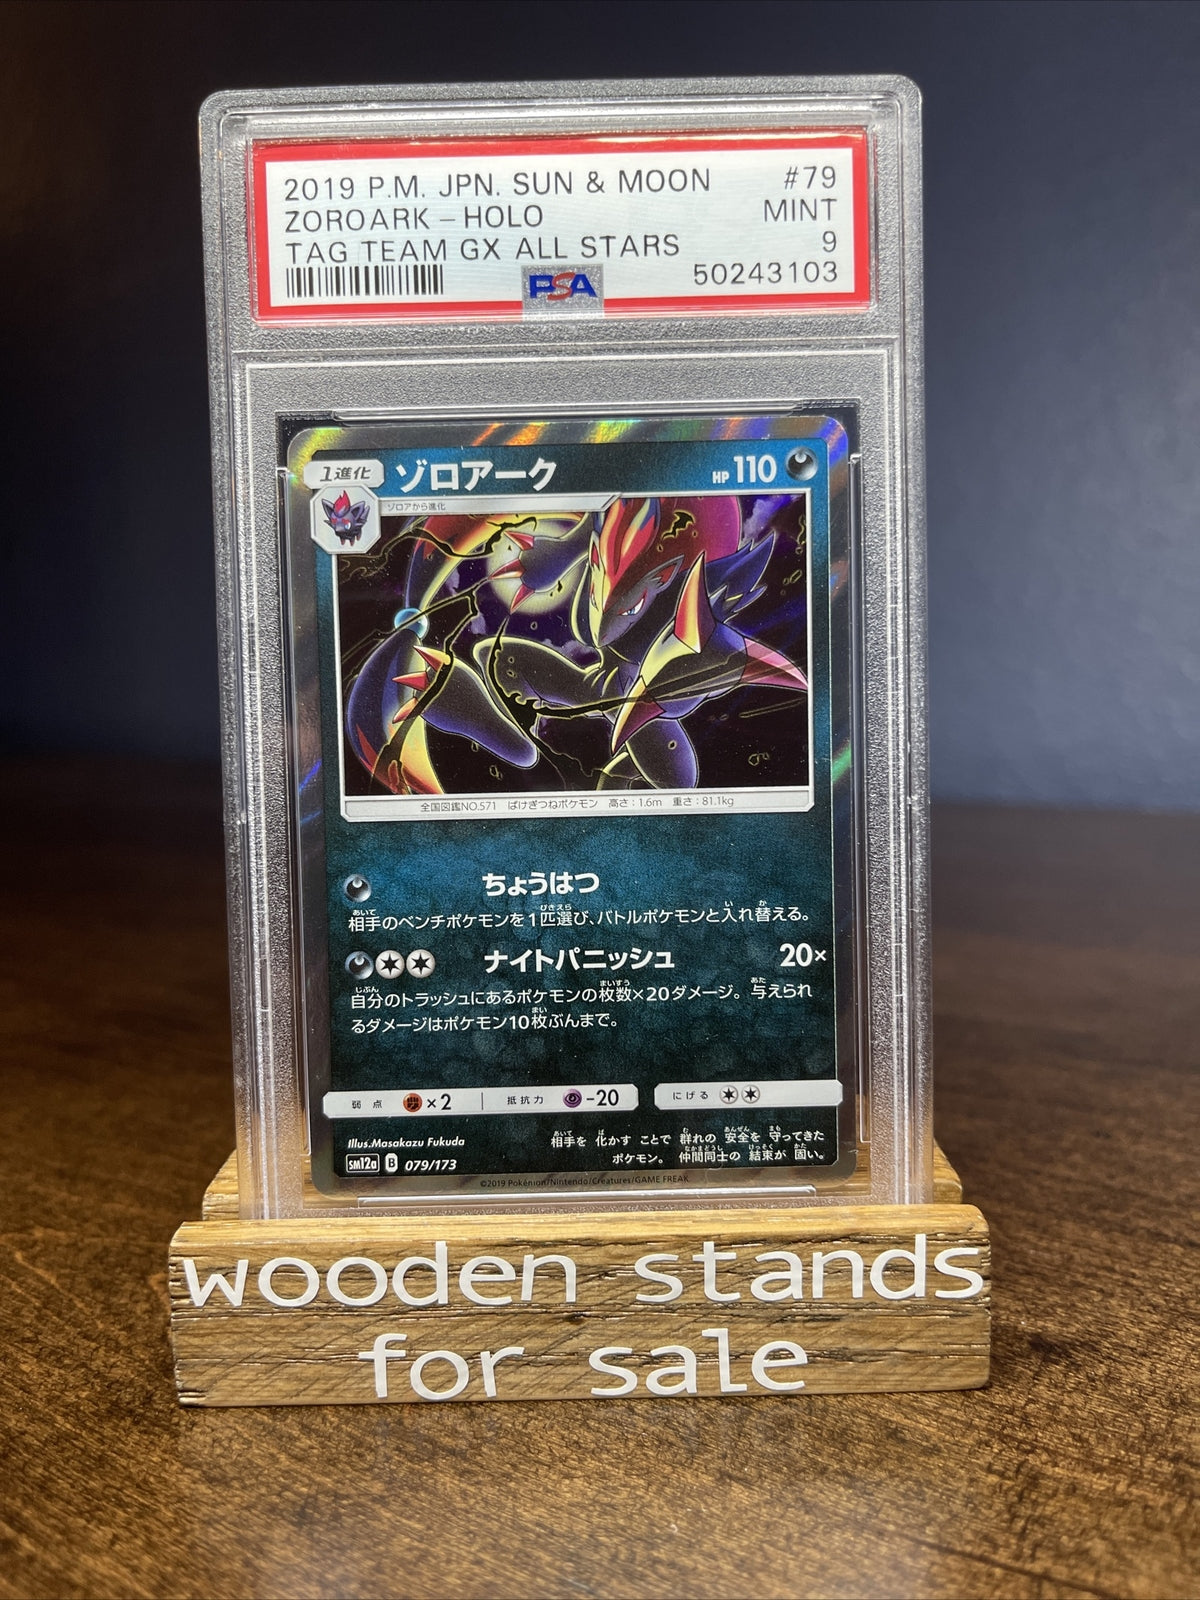 2019 P.M. JPN. SUN & MOON #79
ZOROARK - HOLO MINT
TAG TEAM GX ALL STARS 9
PSA 50243103
1進化 ゾロアーク HP 110
ゾロアから進化
全国図鑑NO.571 ばけぎつねポケモン 高さ:1.6m 重さ:81.1kg
ちょうはつ
相手のベンチポケモンを1匹選び、バトルポケモンと入れ替える。
ナイトパニッシュ 20×
自分のトラッシュにあるポケモンの枚数×20ダメージ。与えられ
るダメージはポケモン10枚ぶんまで。
弱点 ×2 抵抗力 -20 にげる
Illus.Masakazu Fukuda
相手を 化かす ことで 群れの 安全を 守ってきた
ポケモン。 仲間同士の 結束が 固い。
sm12a B 079/173
©2019 Pokémon/Nintendo/Creatures/GAME FREAK
wooden stands
for sale